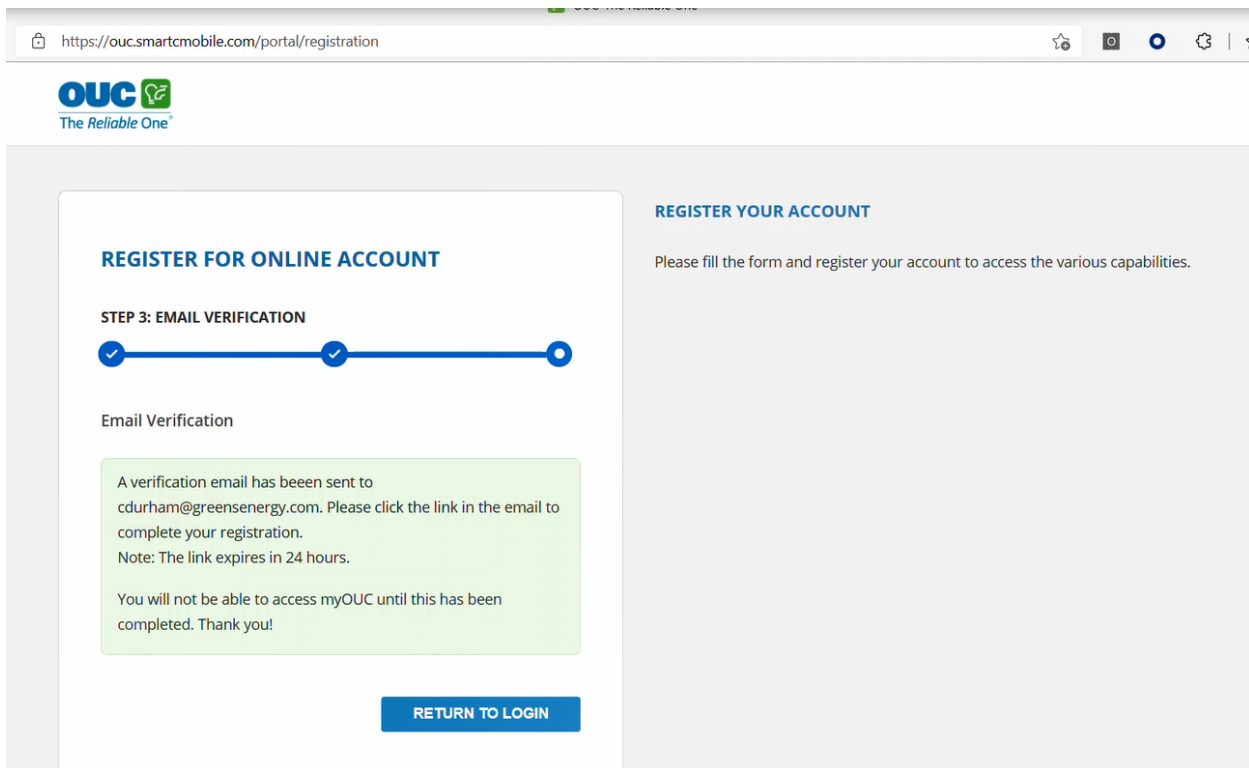 OUC The Reliable One
https://ouc.smartcmobile.com/portal/registration
OUC
The Reliable One®
REGISTER FOR ONLINE ACCOUNT
STEP 3: EMAIL VERIFICATION
Email Verification
A verification email has beeen sent to
cdurham@greensenergy.com. Please click the link in the email to
complete your registration.
Note: The link expires in 24 hours.
You will not be able to access myOUC until this has been
completed. Thank you!
RETURN TO LOGIN
REGISTER YOUR ACCOUNT
Please fill the form and register your account to access the various capabilities.